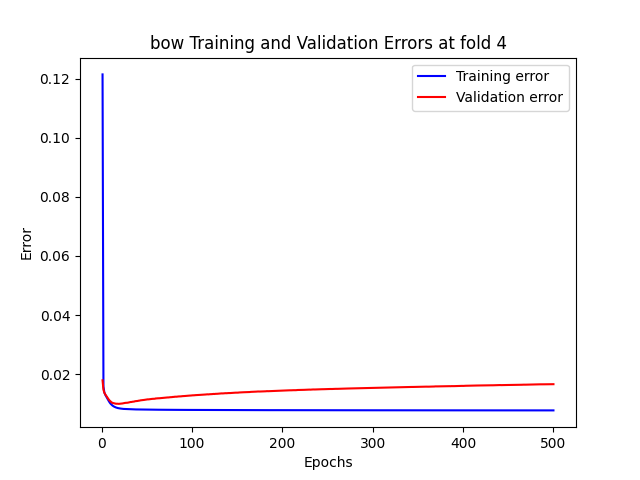 bow Training and Validation Errors at fold 4
Training error
Validation error
0.12
0.10
0.08
0.06
0.04
0.02
Error
0
100
200
300
400
500
Epochs